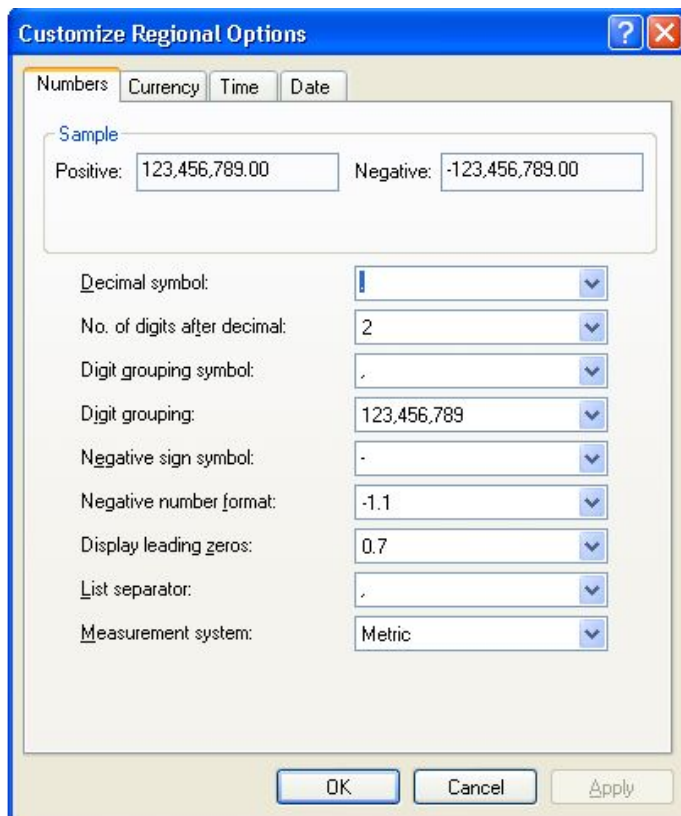 Customize Regional Options
Numbers Currency Time Date
Sample
Positive: 123,456,789.00 Negative: -123,456,789.00
Decimal symbol: .
No. of digits after decimal: 2
Digit grouping symbol: ,
Digit grouping: 123,456,789
Negative sign symbol: -
Negative number format: -1.1
Display leading zeros: 0.7
List separator: ,
Measurement system: Metric
OK Cancel Apply